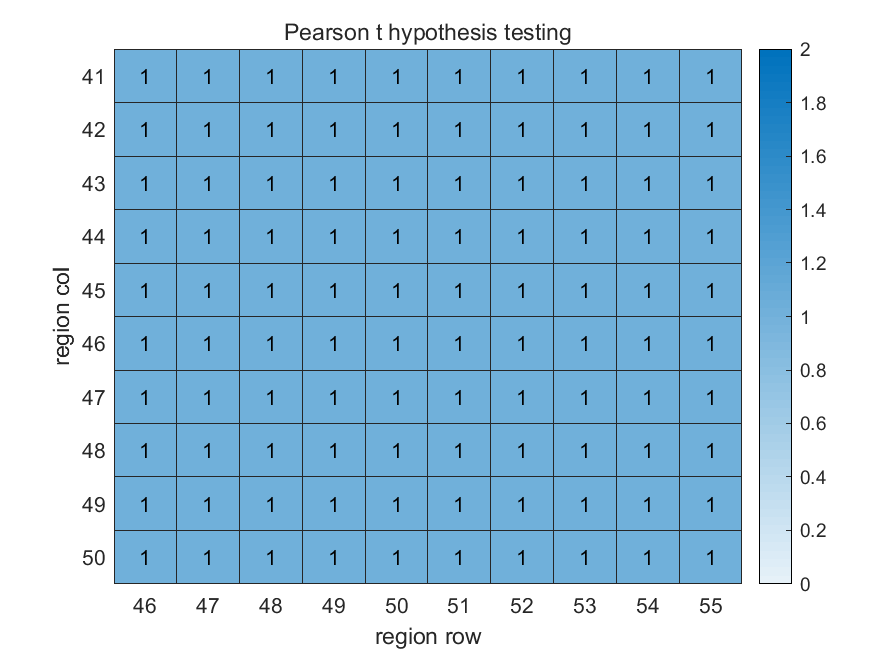 Pearson t hypothesis testing
41 1 1 1 1 1 1 1 1 1 1
42 1 1 1 1 1 1 1 1 1 1
43 1 1 1 1 1 1 1 1 1 1
44 1 1 1 1 1 1 1 1 1 1
45 1 1 1 1 1 1 1 1 1 1
46 1 1 1 1 1 1 1 1 1 1
47 1 1 1 1 1 1 1 1 1 1
48 1 1 1 1 1 1 1 1 1 1
49 1 1 1 1 1 1 1 1 1 1
50 1 1 1 1 1 1 1 1 1 1
46 47 48 49 50 51 52 53 54 55
region row
region col
2
1.8
1.6
1.4
1.2
1
0.8
0.6
0.4
0.2
0